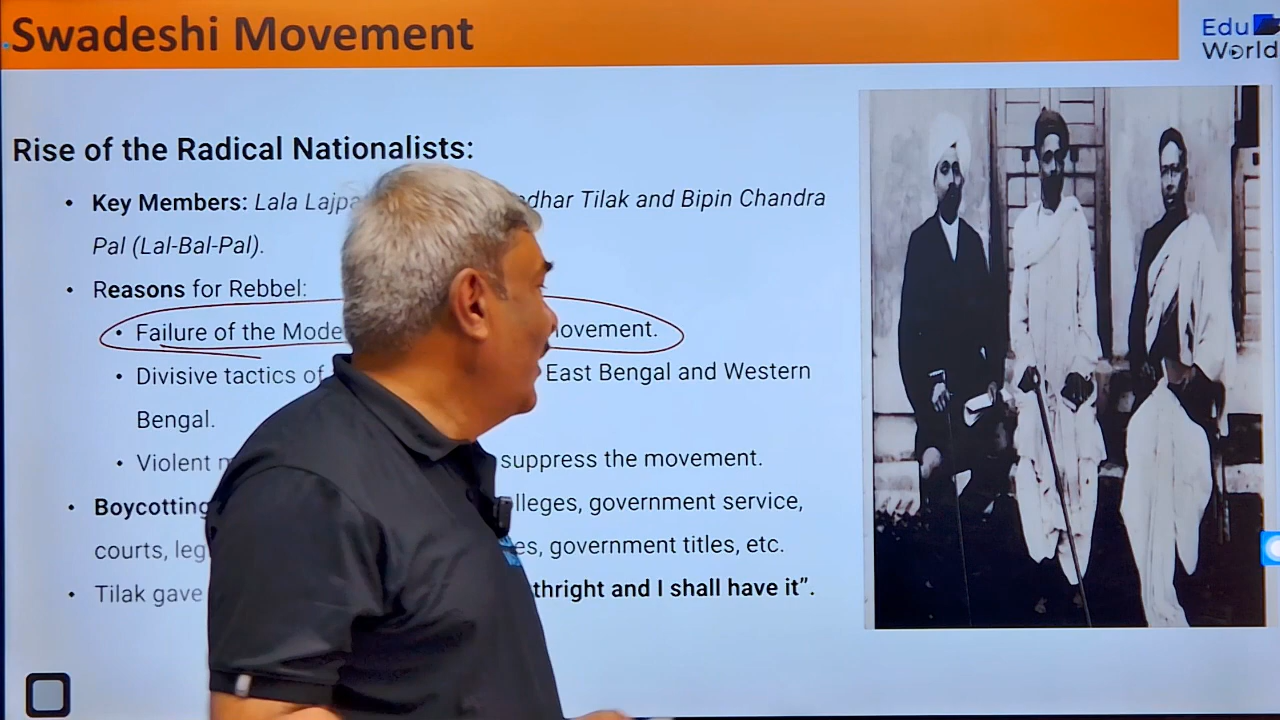 Swadeshi Movement
Edu
World
Rise of the Radical Nationalists:
• Key Members: Lala Lajpa dhar Tilak and Bipin Chandra
Pal (Lal-Bal-Pal).
• Reasons for Rebbel:
• Failure of the Mode ovement.
• Divisive tactics of East Bengal and Western
Bengal.
• Violent suppress the movement.
• Boycotting lleges, government service,
courts, leg es, government titles, etc.
• Tilak gave thright and I shall have it”.